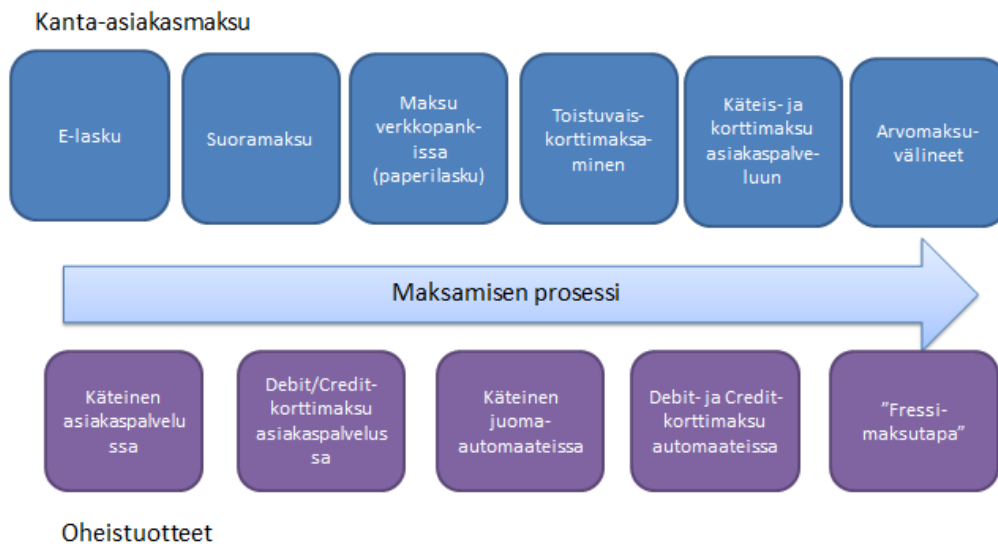 Kanta-asiakasmaksu
E-lasku
Suoramaksu
Maksu
verkkopank-
issa
(paperilasku)
Toistuvais-
korttimaksa-
minen
Käteis- ja
korttimaksu
asiakaspalve-
luun
Arvomaksu-
välineet
Maksamisen prosessi
Käteinen
asiakaspalvelu
ssa
Debit/Credit-
korttimaksu
asiakaspalvelus
sa
Käteinen
juoma-
automaateissa
Debit- ja Credit-
korttimaksu
automaateissa
”Fressi-
maksutapa”
Oheistuotteet